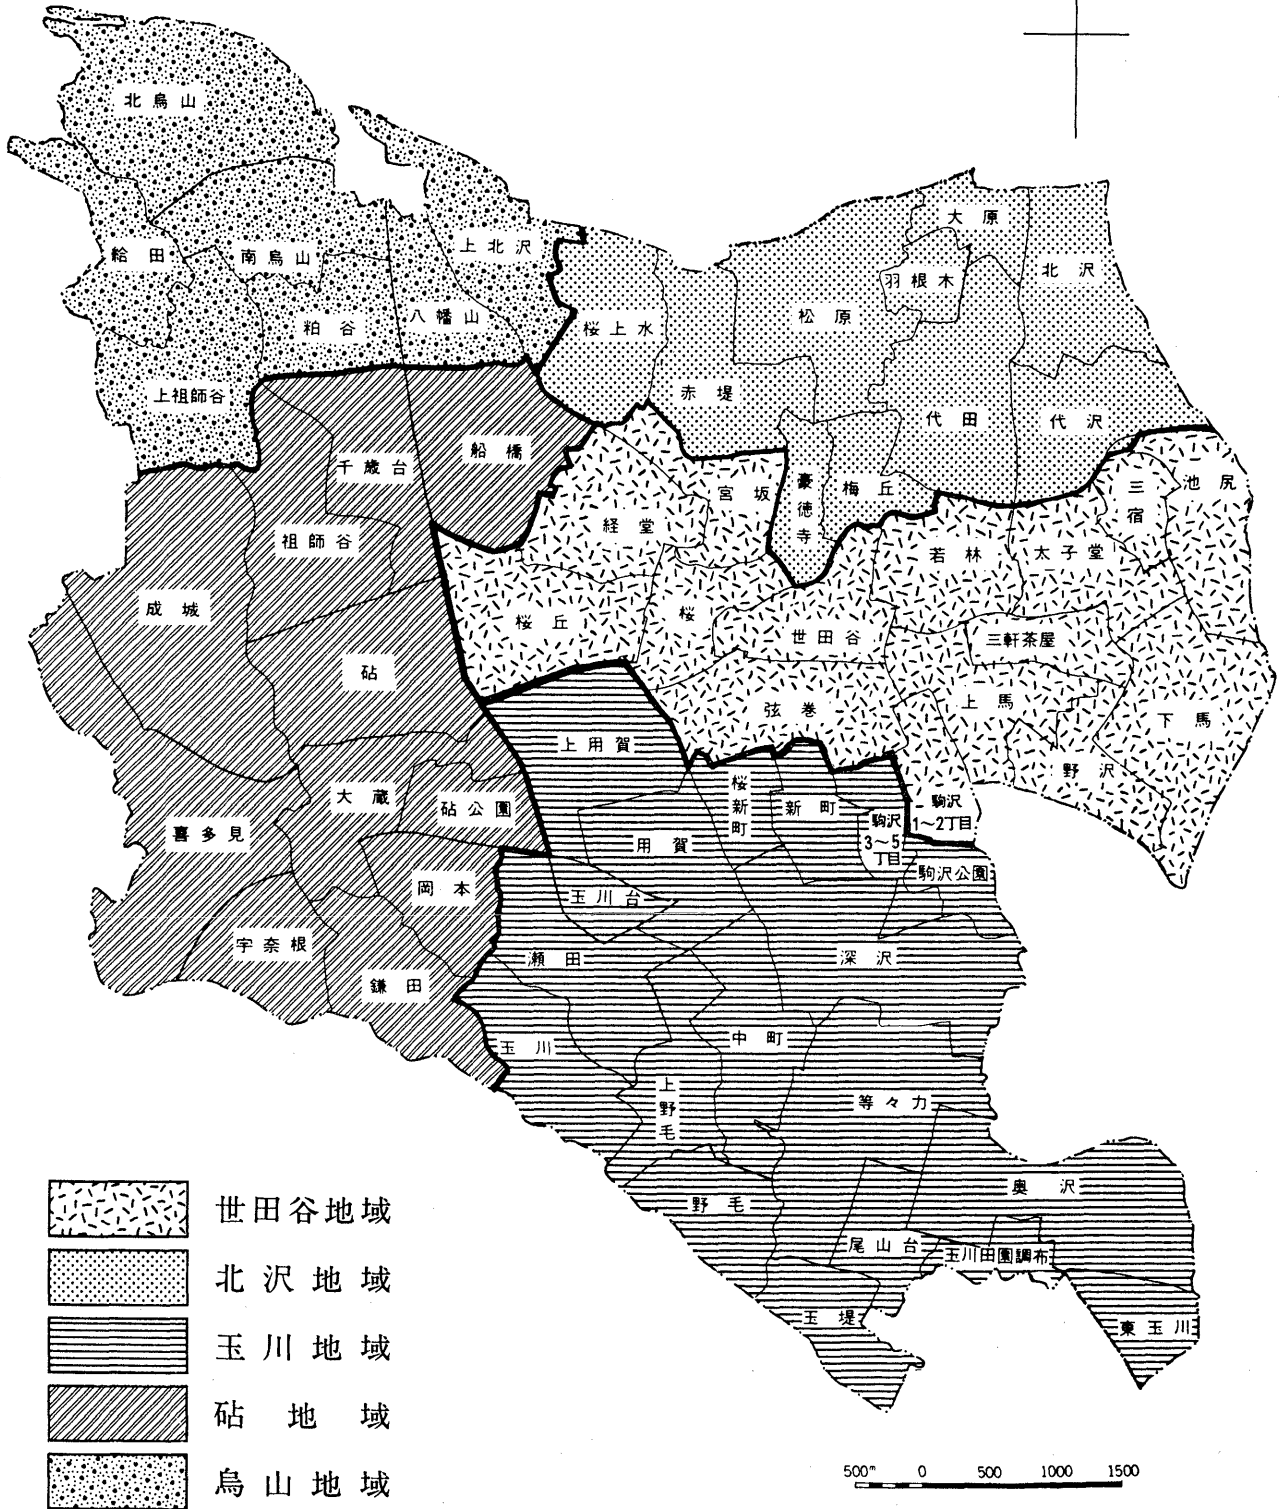 北烏山
給田
南烏山
上北沢
粕谷
八幡山
上祖師谷
大原
羽根木
北沢
松原
桜上水
赤堤
代田
代沢
豪徳寺
梅丘
船橋
千歳台
祖師谷
成城
砧
大蔵
砧公園
喜多見
岡本
宇奈根
鎌田
宮坂
経堂
桜丘
桜
世田谷
弦巻
若林
太子堂
三宿
池尻
三軒茶屋
上馬
下馬
野沢
駒沢
1〜2丁目
上用賀
桜新町
新町
駒沢
3〜5
丁目
用賀
駒沢公園
玉川台
瀬田
深沢
玉川
中町
上野毛
等々力
野毛
奥沢
尾山台
玉川田園調布
玉堤
東玉川
世田谷地域
北沢地域
玉川地域
砧地域
烏山地域
500m 0 500 1000 1500